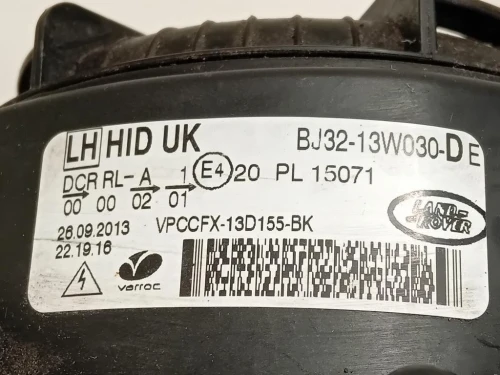 LH HID UK BJ32-13W030-DE
DCR RL-A 1 E4 20 PL 15071
00 00 02 01
26.09.2013 VPCCFX-13D155-BK
22.19.16
LAND-ROVER
varroc